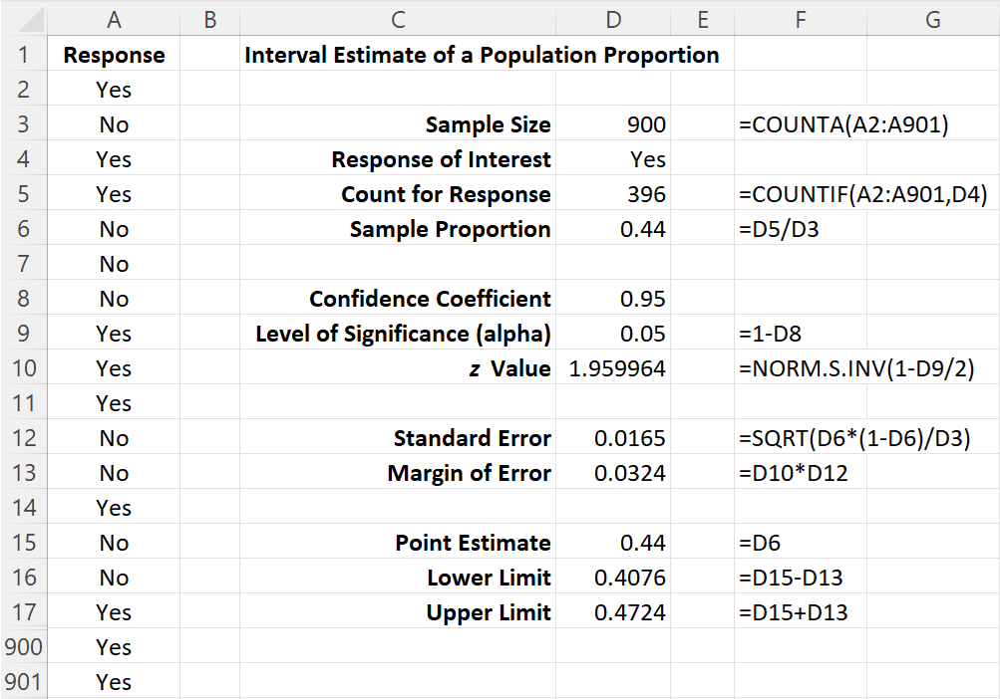 A B C D E F G
1 Response Interval Estimate of a Population Proportion
2 Yes
3 No Sample Size 900 =COUNTA(A2:A901)
4 Yes Response of Interest Yes
5 Yes Count for Response 396 =COUNTIF(A2:A901,D4)
6 No Sample Proportion 0.44 =D5/D3
7 No
8 No Confidence Coefficient 0.95
9 Yes Level of Significance (alpha) 0.05 =1-D8
10 Yes z Value 1.959964 =NORM.S.INV(1-D9/2)
11 Yes
12 No Standard Error 0.0165 =SQRT(D6*(1-D6)/D3)
13 No Margin of Error 0.0324 =D10*D12
14 Yes
15 No Point Estimate 0.44 =D6
16 No Lower Limit 0.4076 =D15-D13
17 Yes Upper Limit 0.4724 =D15+D13
900 Yes
901 Yes